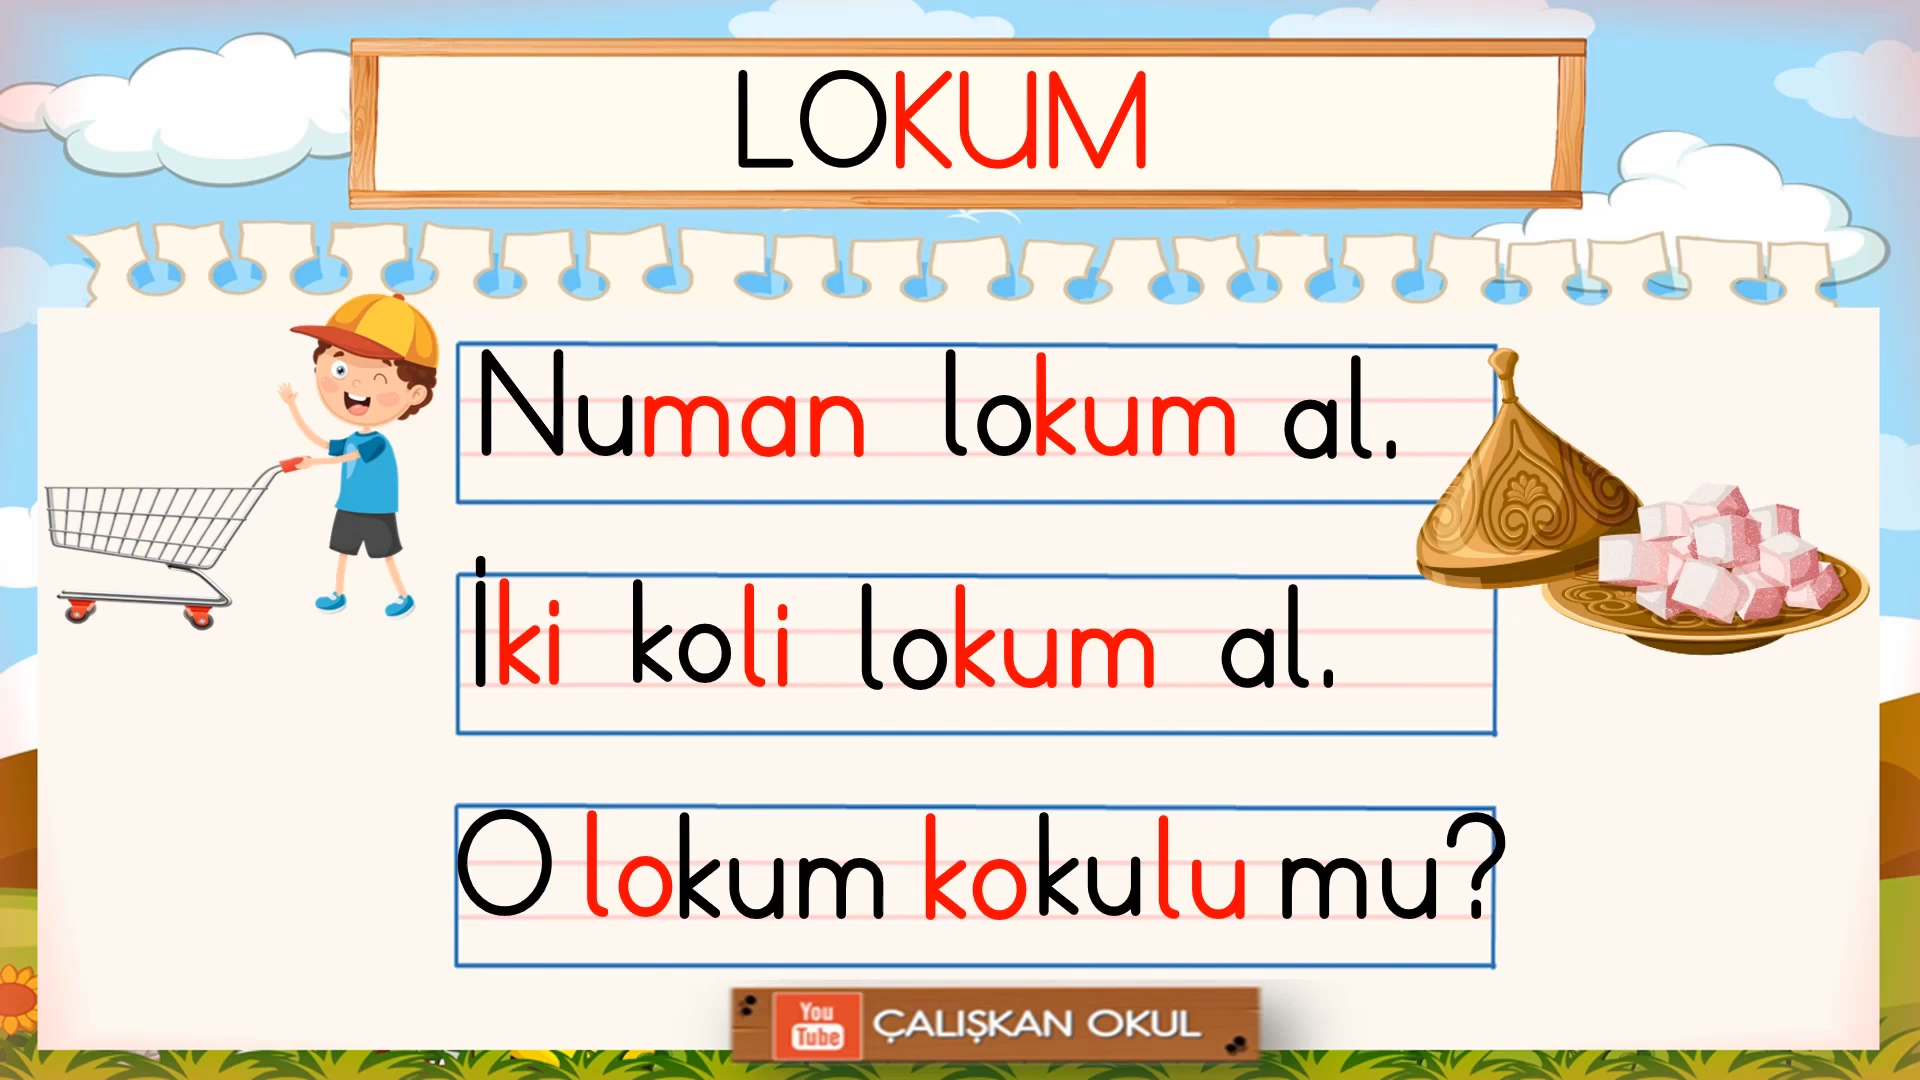 LOKUM
Numan lokum al.
İki koli lokum al.
O lokum kokulu mu?
You
Tube
ÇALIŞKAN OKUL